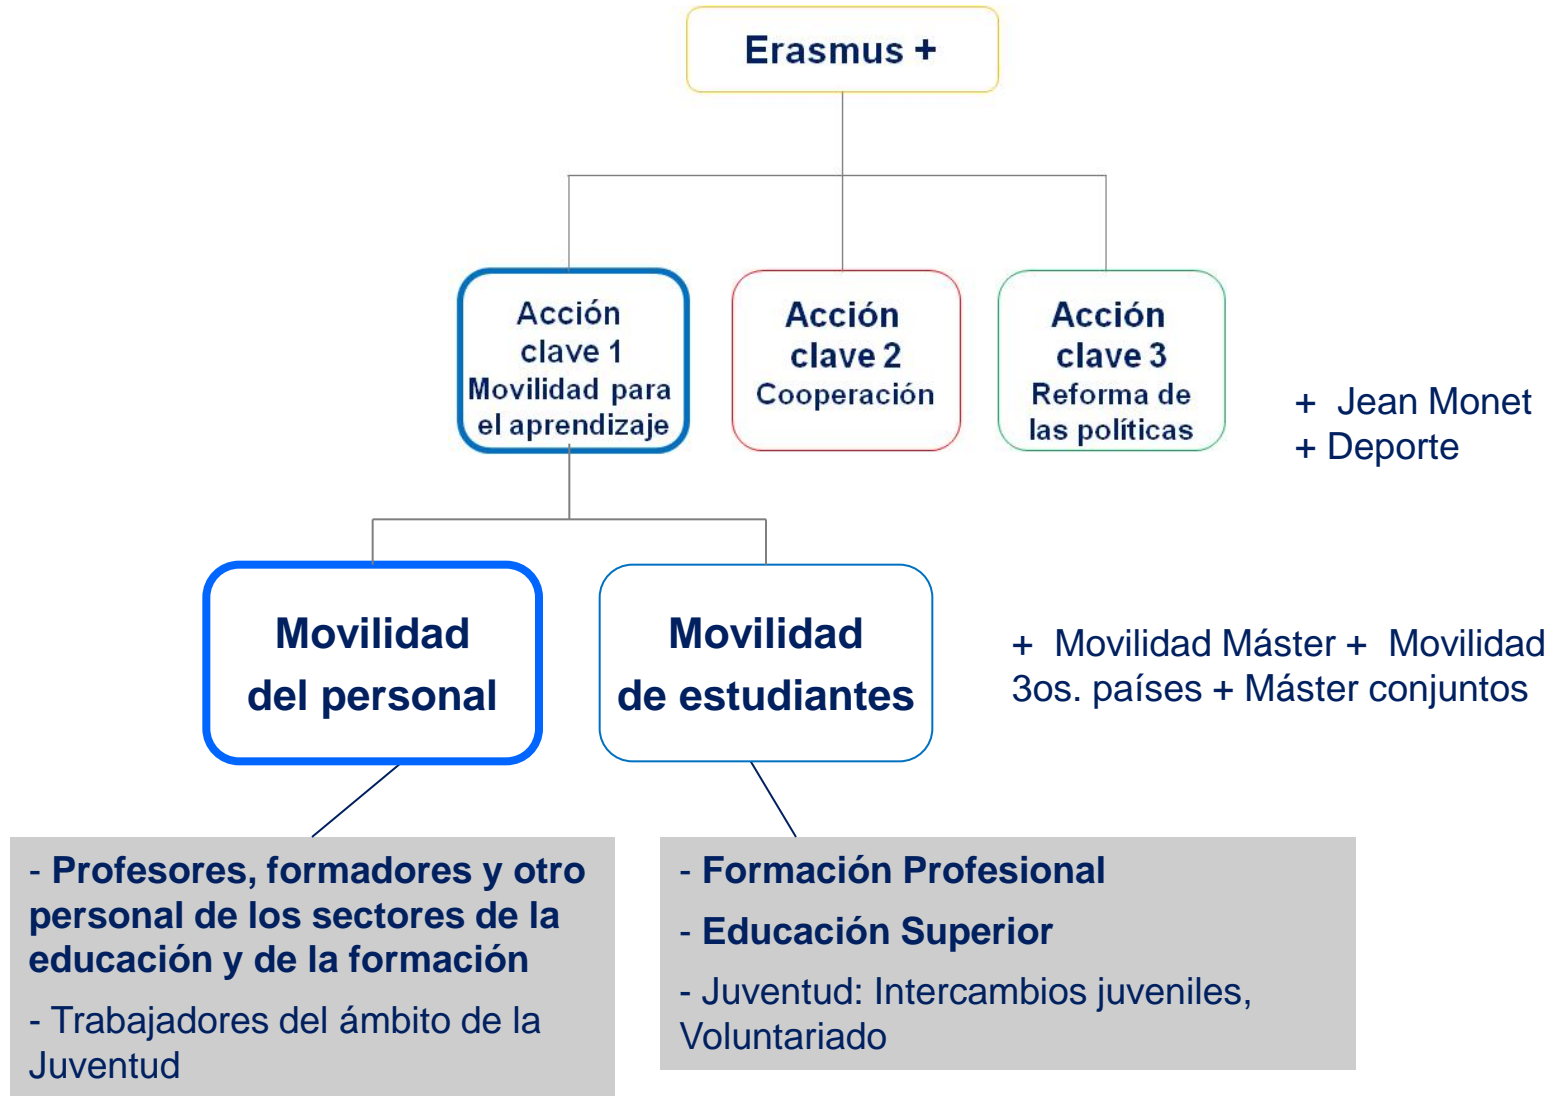 Erasmus +
Acción
clave 1
Movilidad para
el aprendizaje
Acción
clave 2
Cooperación
Acción
clave 3
Reforma de
las políticas
+ Jean Monet
+ Deporte
Movilidad
del personal
Movilidad
de estudiantes
+ Movilidad Máster + Movilidad
3os. países + Máster conjuntos
- Profesores, formadores y otro
personal de los sectores de la
educación y de la formación
- Trabajadores del ámbito de la
Juventud
- Formación Profesional
- Educación Superior
- Juventud: Intercambios juveniles,
Voluntariado